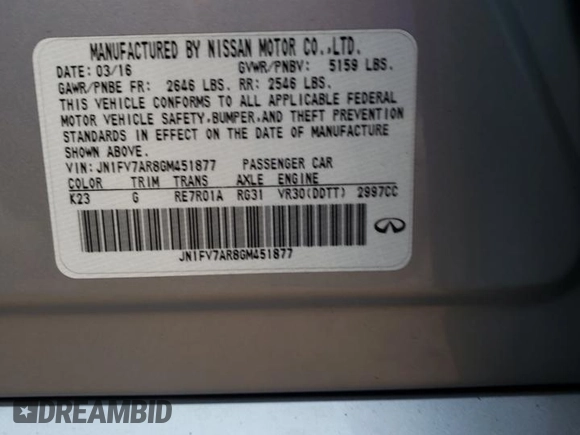 MANUFACTURED BY NISSAN MOTOR CO.,LTD.
DATE: 03/16 GVWR/PNBV: 5159 LBS.
GAWR/PNBE FR: 2646 LBS. RR: 2546 LBS.
THIS VEHICLE CONFORMS TO ALL APPLICABLE FEDERAL
MOTOR VEHICLE SAFETY,BUMPER,AND THEFT PREVENTION
STANDARDS IN EFFECT ON THE DATE OF MANUFACTURE
SHOWN ABOVE.
VIN: JN1FV7AR8GM451877 PASSENGER CAR
COLOR TRIM TRANS AXLE ENGINE
K23 G RE7R01A RG31 VR30(DDTT) 2997CC
JN1FV7AR8GM451877
DREAMBID